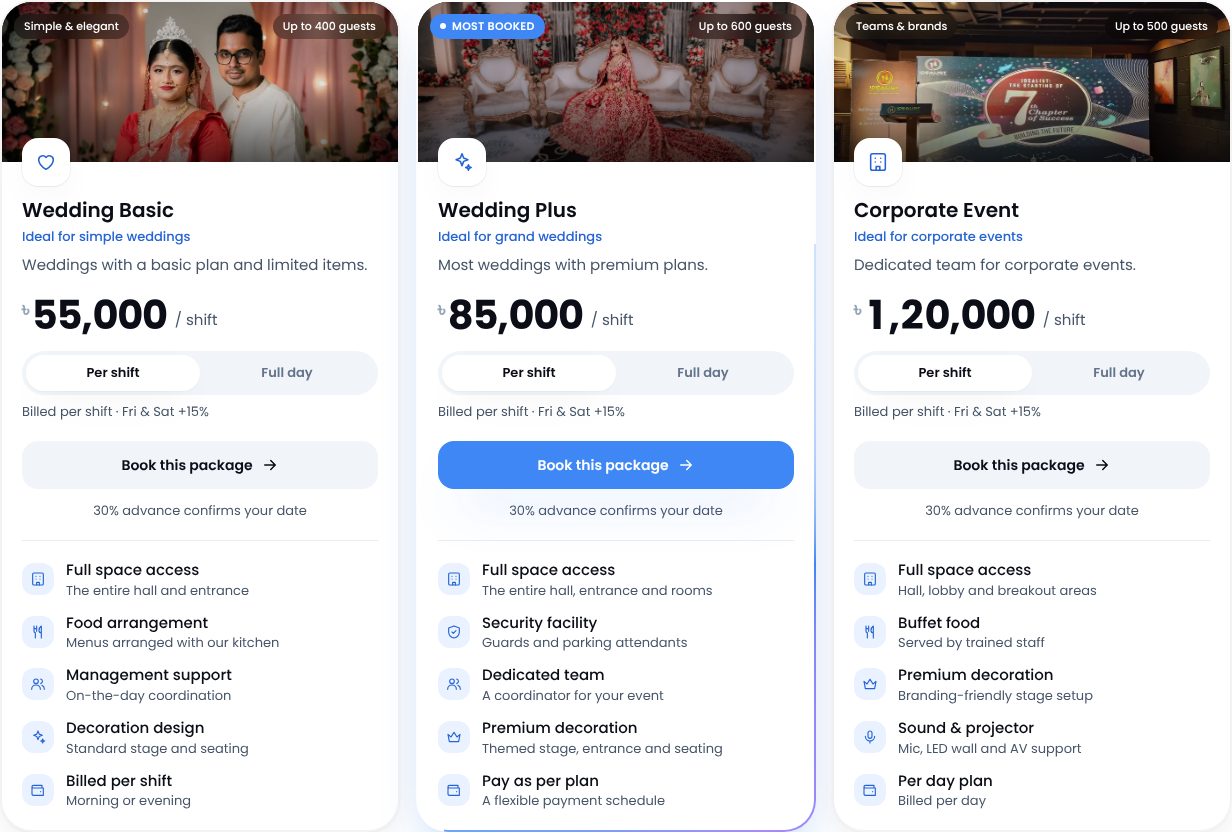 Simple & elegant
Up to 400 guests
Wedding Basic
Ideal for simple weddings
Weddings with a basic plan and limited items.
৳55,000 / shift
Per shift
Full day
Billed per shift · Fri & Sat +15%
Book this package →
30% advance confirms your date
Full space access
The entire hall and entrance
Food arrangement
Menus arranged with our kitchen
Management support
On-the-day coordination
Decoration design
Standard stage and seating
Billed per shift
Morning or evening
MOST BOOKED
Up to 600 guests
Wedding Plus
Ideal for grand weddings
Most weddings with premium plans.
৳85,000 / shift
Per shift
Full day
Billed per shift · Fri & Sat +15%
Book this package →
30% advance confirms your date
Full space access
The entire hall, entrance and rooms
Security facility
Guards and parking attendants
Dedicated team
A coordinator for your event
Premium decoration
Themed stage, entrance and seating
Pay as per plan
A flexible payment schedule
Teams & brands
Up to 500 guests
IDEALIST:
THE STARTING OF
7th
Chapter
of Success
BUILDING THE FUTURE
Corporate Event
Ideal for corporate events
Dedicated team for corporate events.
৳1,20,000 / shift
Per shift
Full day
Billed per shift · Fri & Sat +15%
Book this package →
30% advance confirms your date
Full space access
Hall, lobby and breakout areas
Buffet food
Served by trained staff
Premium decoration
Branding-friendly stage setup
Sound & projector
Mic, LED wall and AV support
Per day plan
Billed per day